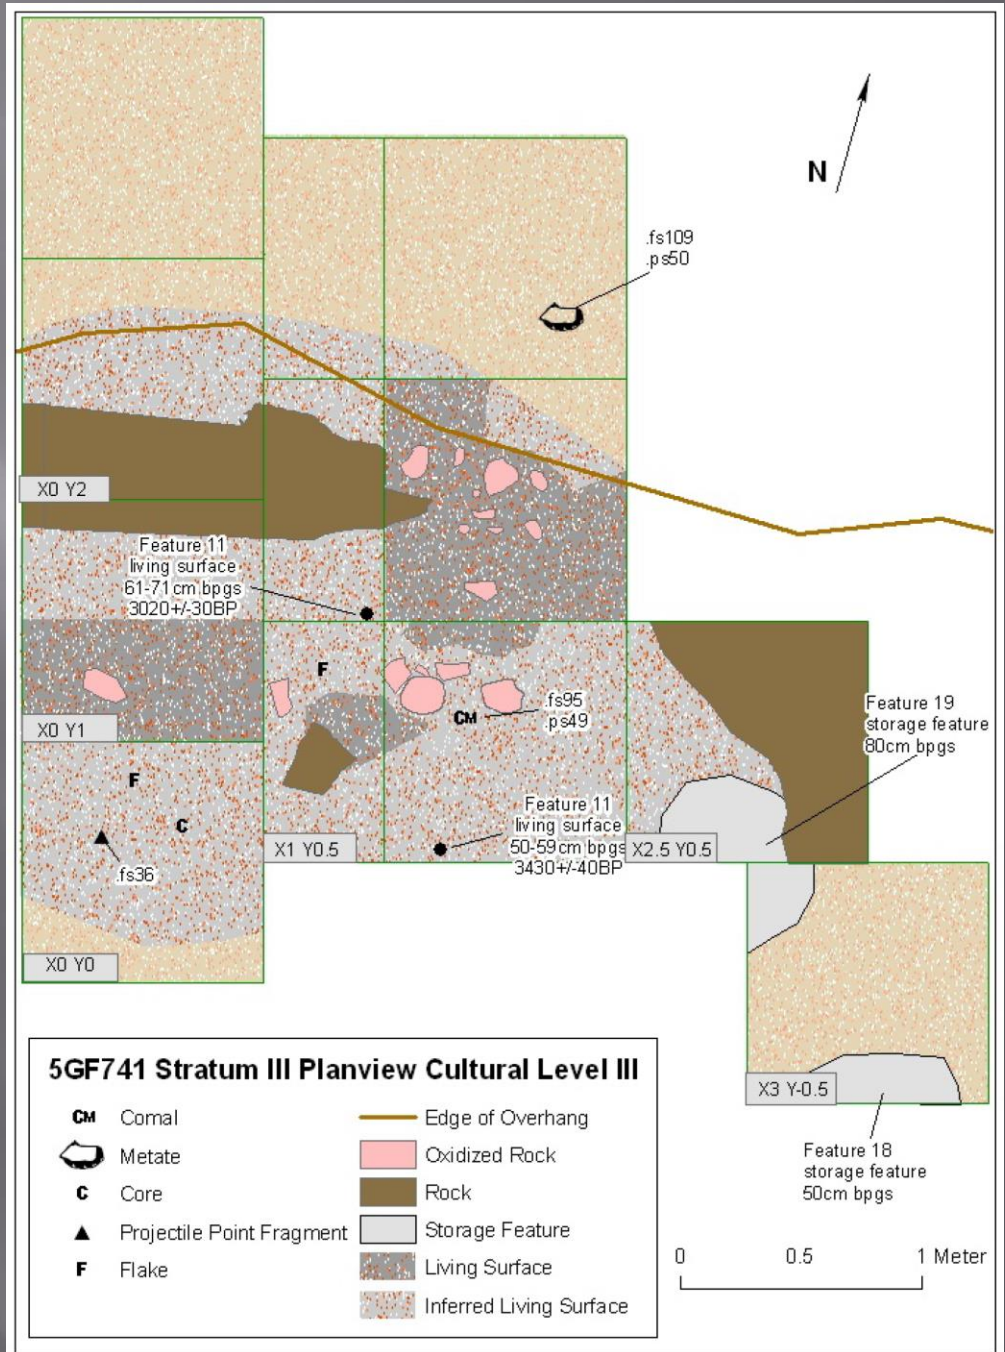 N
.fs109
.ps50
X0 Y2
Feature 11
living surface
61-71cm bpgs
3020+/-30BP
F
X0 Y1
CM
.fs95
.ps49
Feature 19
storage feature
80cm bpgs
F
C
.fs36
Feature 11
living surface
50-59cm bpgs
3430+/-40BP
X1 Y0.5
X2.5 Y0.5
X0 Y0
X3 Y-0.5
Feature 18
storage feature
50cm bpgs
5GF741 Stratum III Planview Cultural Level III
CM Comal
Metate
C Core
Projectile Point Fragment
F Flake
Edge of Overhang
Oxidized Rock
Rock
Storage Feature
Living Surface
Inferred Living Surface
0 0.5 1 Meter